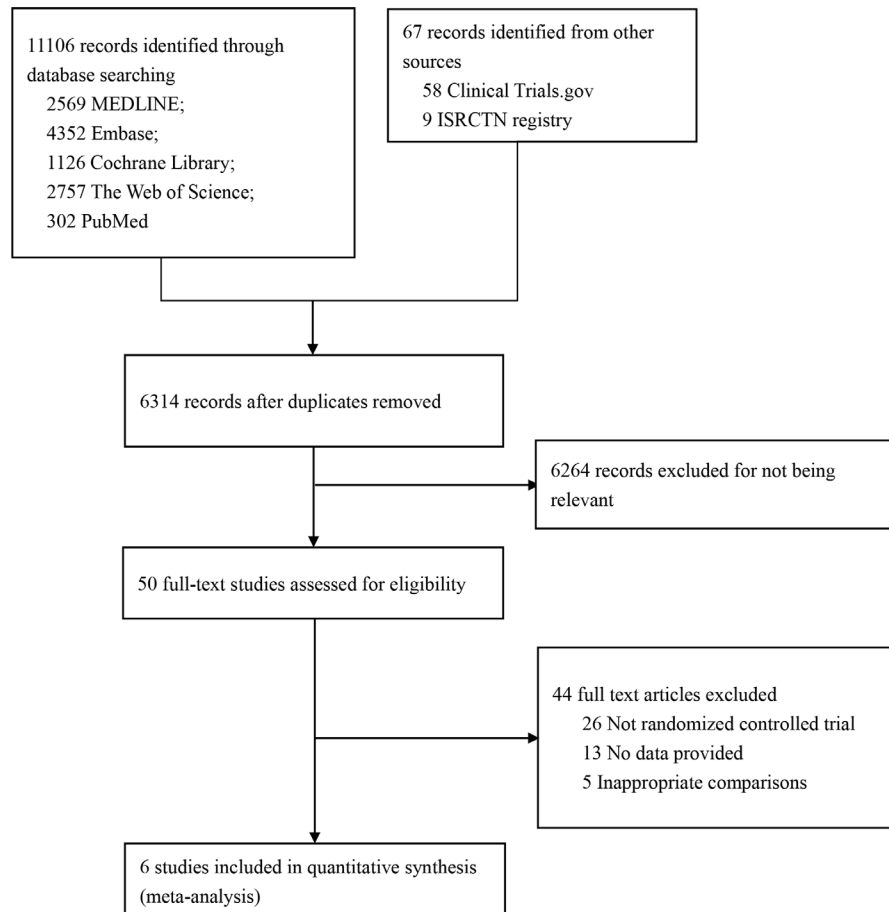 11106 records identified through
database searching
2569 MEDLINE;
4352 Embase;
1126 Cochrane Library;
2757 The Web of Science;
302 PubMed
67 records identified from other
sources
58 Clinical Trials.gov
9 ISRCTN registry
6314 records after duplicates removed
6264 records excluded for not being
relevant
50 full-text studies assessed for eligibility
44 full text articles excluded
26 Not randomized controlled trial
13 No data provided
5 Inappropriate comparisons
6 studies included in quantitative synthesis
(meta-analysis)